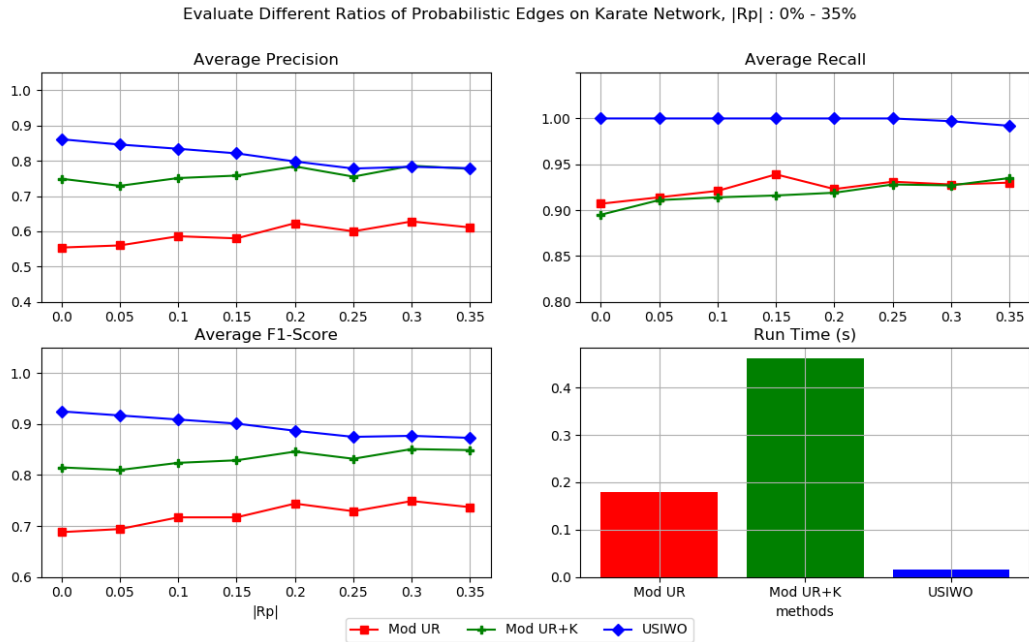 Evaluate Different Ratios of Probabilistic Edges on Karate Network, |Rp| : 0% - 35%
Average Precision
1.0
0.9
0.8
0.7
0.6
0.5
0.4
0.0 0.05 0.1 0.15 0.2 0.25 0.3 0.35
Average Recall
1.00
0.95
0.90
0.85
0.80
0.0 0.05 0.1 0.15 0.2 0.25 0.3 0.35
Average F1-Score
1.0
0.9
0.8
0.7
0.6
0.0 0.05 0.1 0.15 0.2 0.25 0.3 0.35
|Rp|
Run Time (s)
0.4
0.3
0.2
0.1
0.0
Mod UR Mod UR+K USIWO
methods
Mod UR Mod UR+K USIWO